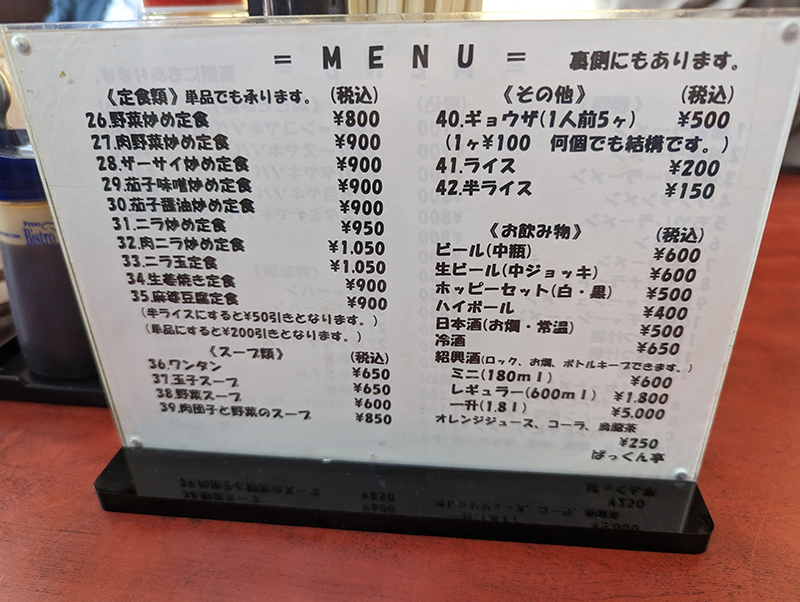 = M E N U =
裏側にもあります。
《定食類》単品でも承ります。(税込)
26.野菜炒め定食 ¥800
27.肉野菜炒め定食 ¥900
28.ザーサイ炒め定食 ¥900
29.茄子味噌炒め定食 ¥900
30.茄子醤油炒め定食 ¥900
31.ニラ炒め定食 ¥950
32.肉ニラ炒め定食 ¥1.050
33.ニラ玉定食 ¥1.050
34.生姜焼き定食 ¥900
35.麻婆豆腐定食 ¥900
(半ライスにすると¥50引きとなります。)
(単品にすると¥200引きとなります。)
《スープ類》 (税込)
36.ワンタン ¥650
37.玉子スープ ¥650
38.野菜スープ ¥600
39.肉団子と野菜のスープ ¥850
《その他》 (税込)
40.ギョウザ(1人前5ヶ) ¥500
(1ヶ¥100 何個でも結構です。)
41.ライス ¥200
42.半ライス ¥150
《お飲み物》 (税込)
ビール(中瓶) ¥600
生ビール(中ジョッキ) ¥600
ホッピーセット(白・黒) ¥500
ハイボール ¥400
日本酒(お燗・常温) ¥500
冷酒 ¥650
紹興酒(ロック、お燗、ボトルキープできます。)
ミニ(180ml) ¥600
レギュラー(600ml) ¥1.800
一升(1.8l) ¥5.000
オレンジジュース、コーラ、烏龍茶
¥250
ぱっくん亭
Bistro